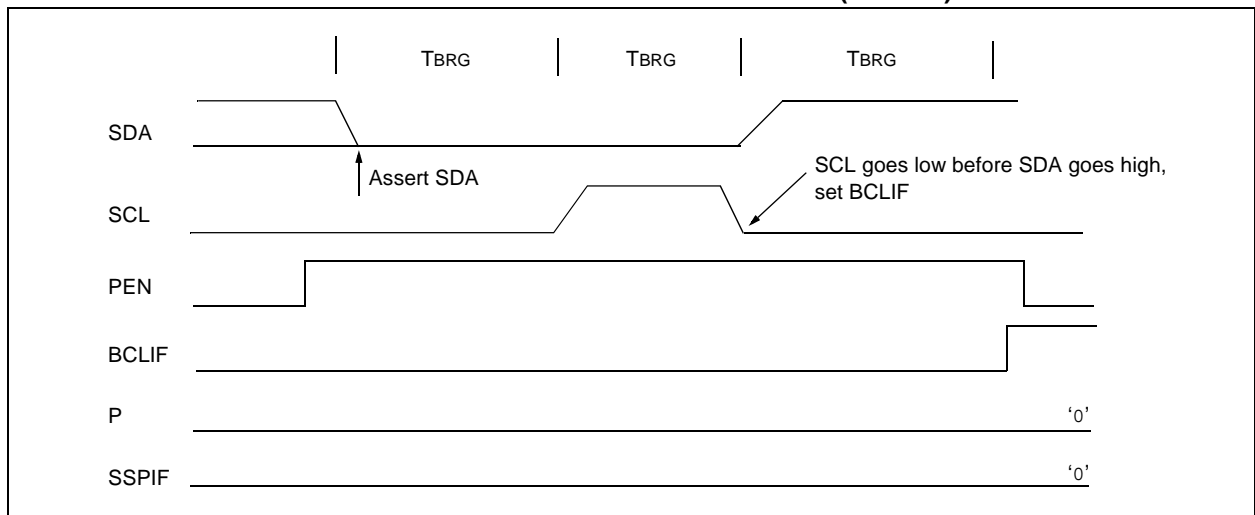 TBRG TBRG TBRG
SDA
Assert SDA
SCL goes low before SDA goes high,
set BCLIF
SCL
PEN
BCLIF
P '0'
SSPIF '0'